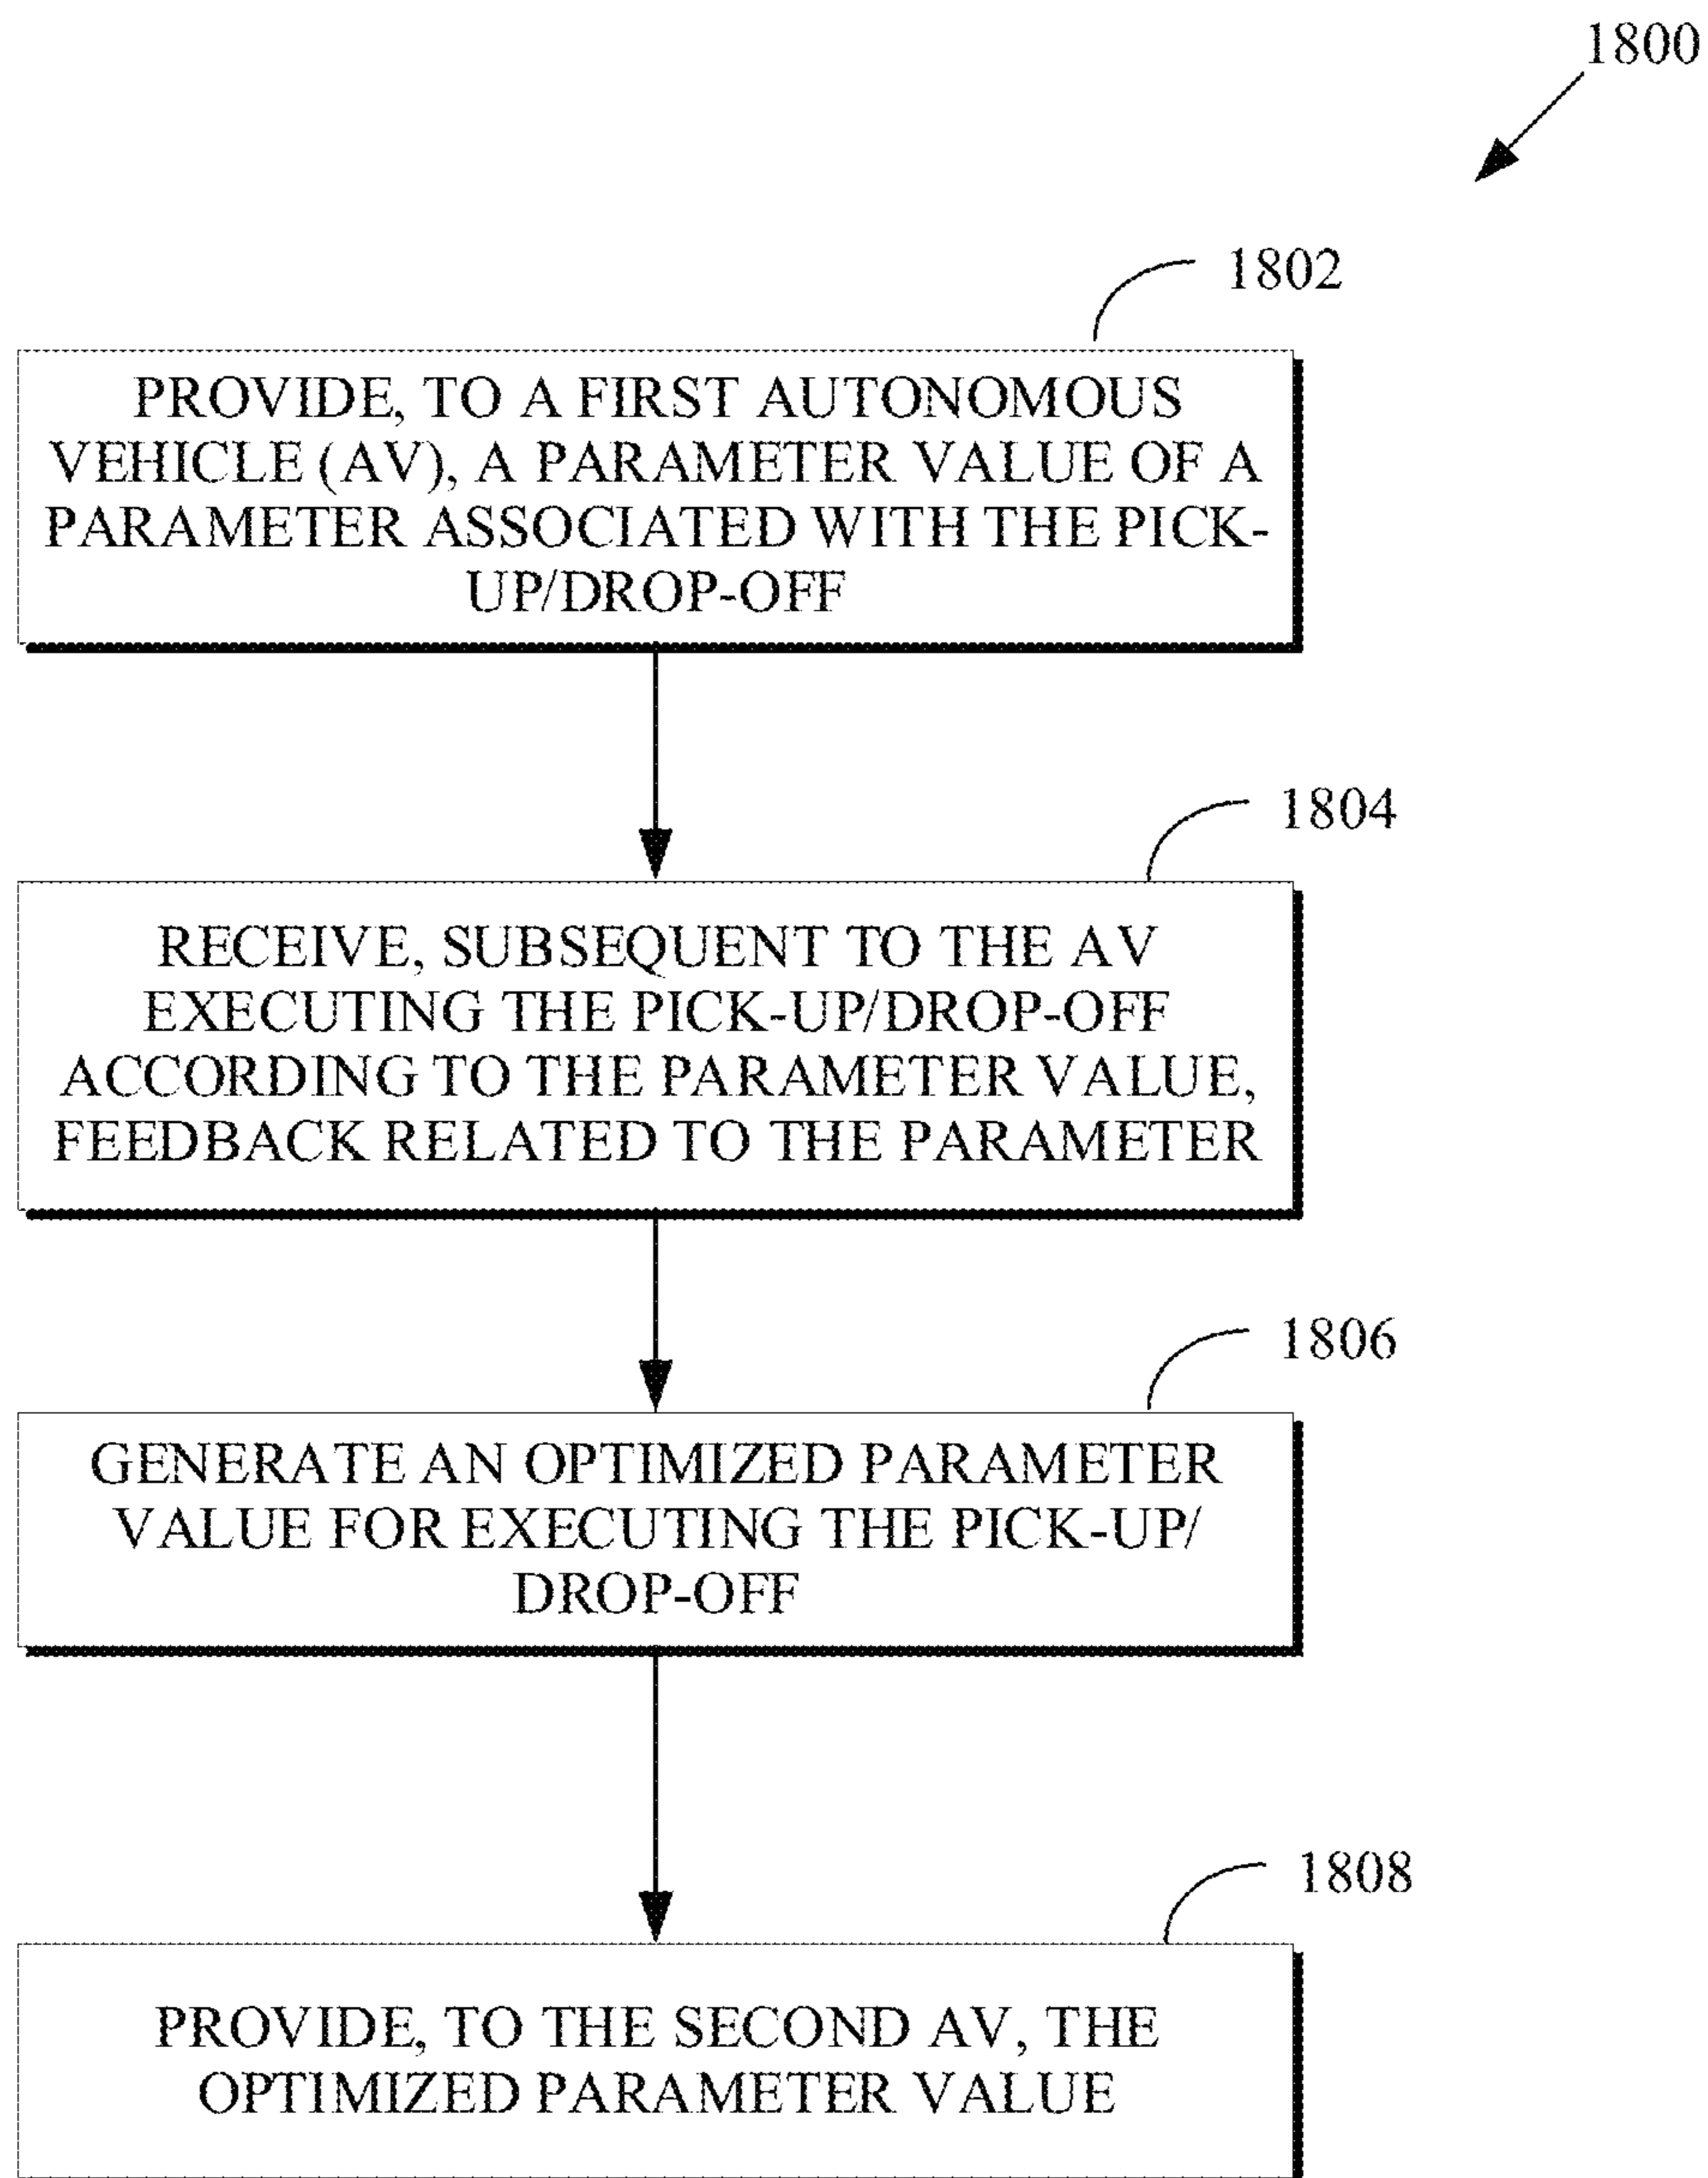 1800
1802
PROVIDE, TO A FIRST AUTONOMOUS
VEHICLE (AV), A PARAMETER VALUE OF A
PARAMETER ASSOCIATED WITH THE PICK-
UP/DROP-OFF
1804
RECEIVE, SUBSEQUENT TO THE AV
EXECUTING THE PICK-UP/DROP-OFF
ACCORDING TO THE PARAMETER VALUE,
FEEDBACK RELATED TO THE PARAMETER
1806
GENERATE AN OPTIMIZED PARAMETER
VALUE FOR EXECUTING THE PICK-UP/
DROP-OFF
1808
PROVIDE, TO THE SECOND AV, THE
OPTIMIZED PARAMETER VALUE